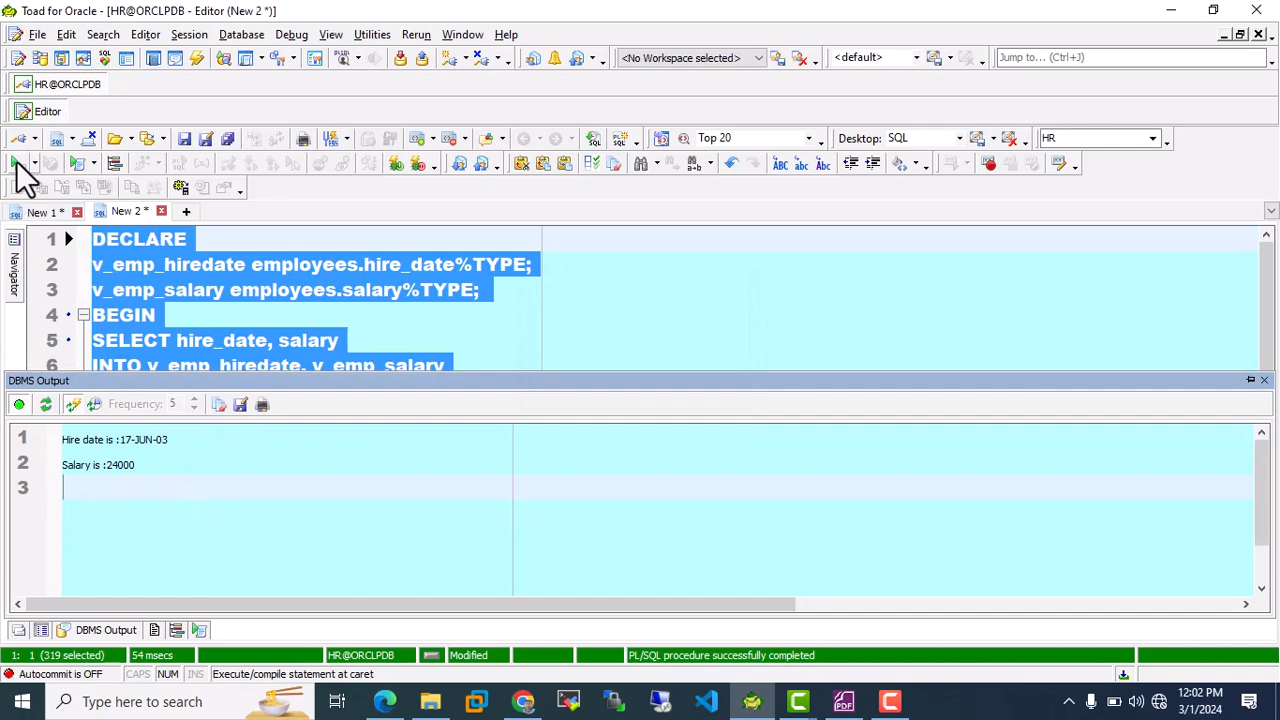 Toad for Oracle - [HR@ORCLPDB - Editor (New 2 *)]
File Edit Search Editor Session Database Debug View Utilities Rerun Window Help
<No Workspace selected> <default> Jump to... (Ctrl+J)
HR@ORCLPDB
Editor
Top 20 Desktop: SQL HR
New 1 * New 2 *
Navigator
1 DECLARE
2 v_emp_hiredate employees.hire_date%TYPE;
3 v_emp_salary employees.salary%TYPE;
4 BEGIN
5 SELECT hire_date, salary
6 INTO v_emp_hiredate, v_emp_salary
DBMS Output
Frequency: 5
1 Hire date is :17-JUN-03
2 Salary is :24000
3
DBMS Output
1: 1 (319 selected) 54 msecs HR@ORCLPDB Modified PL/SQL procedure successfully completed
Autocommit is OFF CAPS NUM INS Execute/compile statement at caret
Type here to search 12:02 PM
3/1/2024